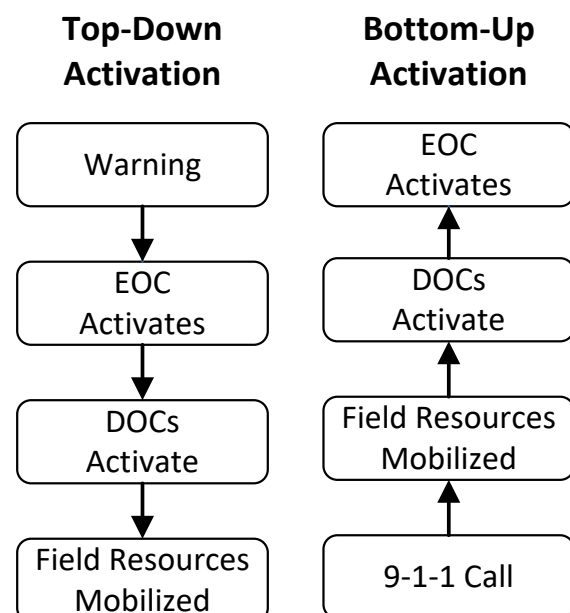 Top-Down
Activation
Warning
EOC
Activates
DOCs
Activate
Field Resources
Mobilized
Bottom-Up
Activation
EOC
Activates
DOCs
Activate
Field Resources
Mobilized
9-1-1 Call